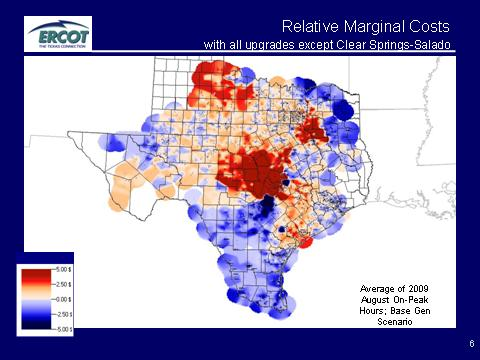 Relative Marginal Costs
with all upgrades except Clear Springs-Salado
ERCOT
THE TEXAS CONNECTION
5.00 $
2.50 $
0.00 $
-2.50 $
-5.00 $
Average of 2009
August On-Peak
Hours; Base Gen
Scenario
6